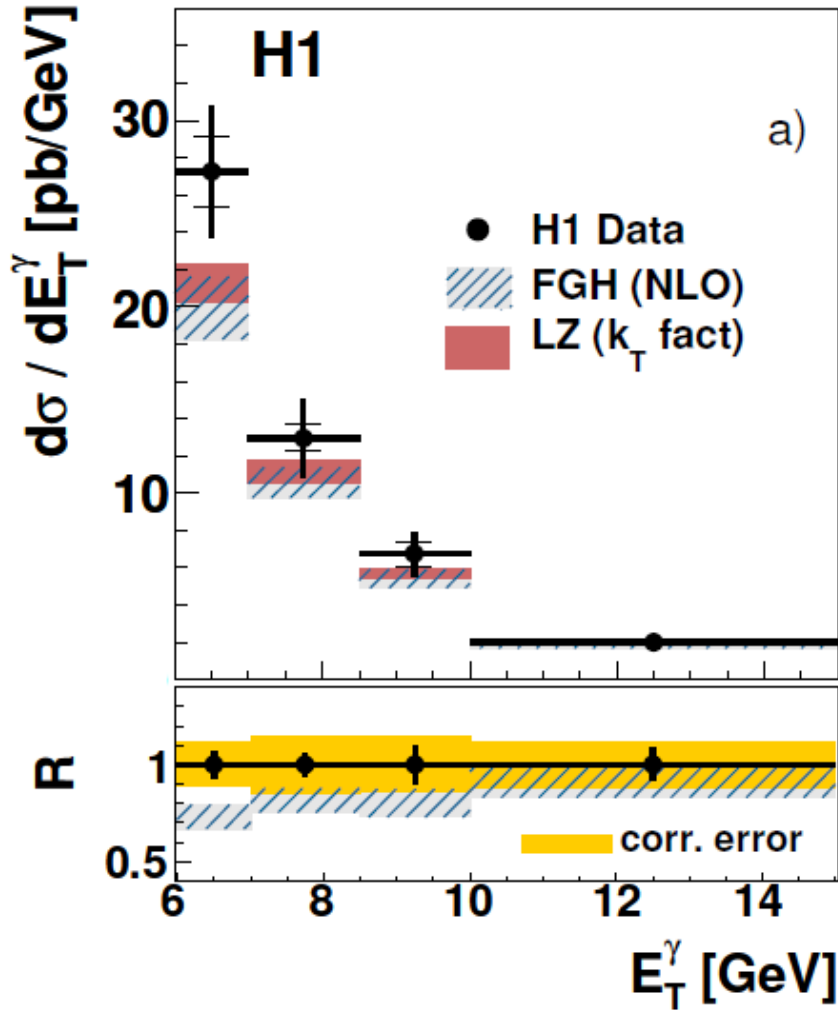 H1
a)
dσ / dE_T^γ [pb/GeV]
30
20
10
H1 Data
FGH (NLO)
LZ (k_T fact)
R
1
0.5
corr. error
6 8 10 12 14
E_T^γ [GeV]